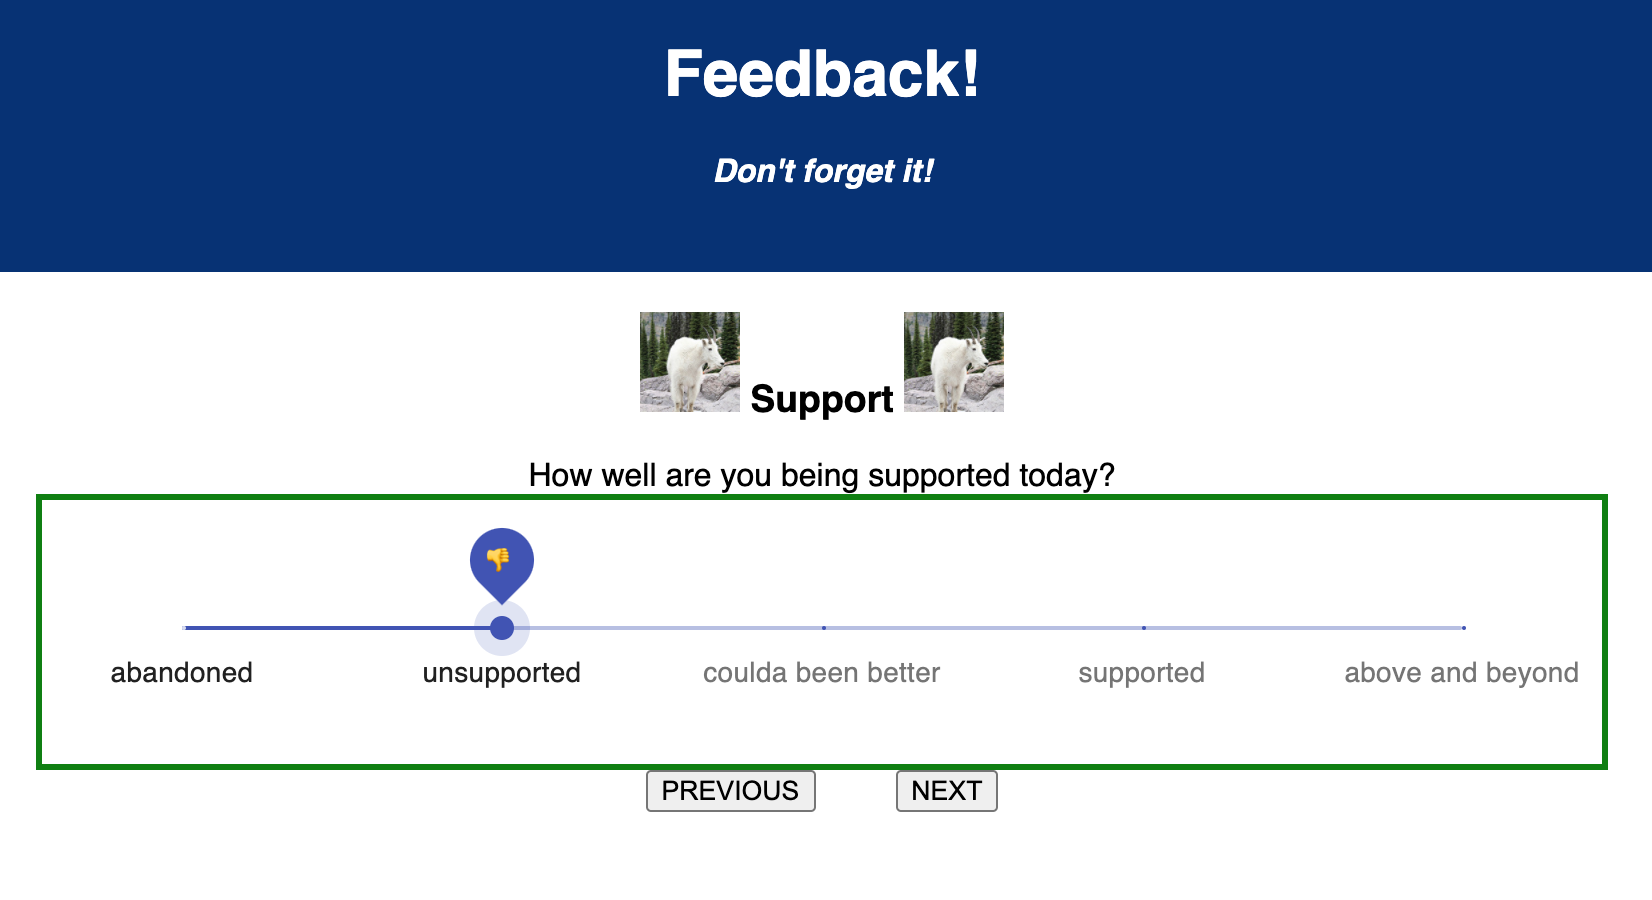 Feedback!
Don't forget it!
Support
How well are you being supported today?
abandoned unsupported coulda been better supported above and beyond
PREVIOUS NEXT